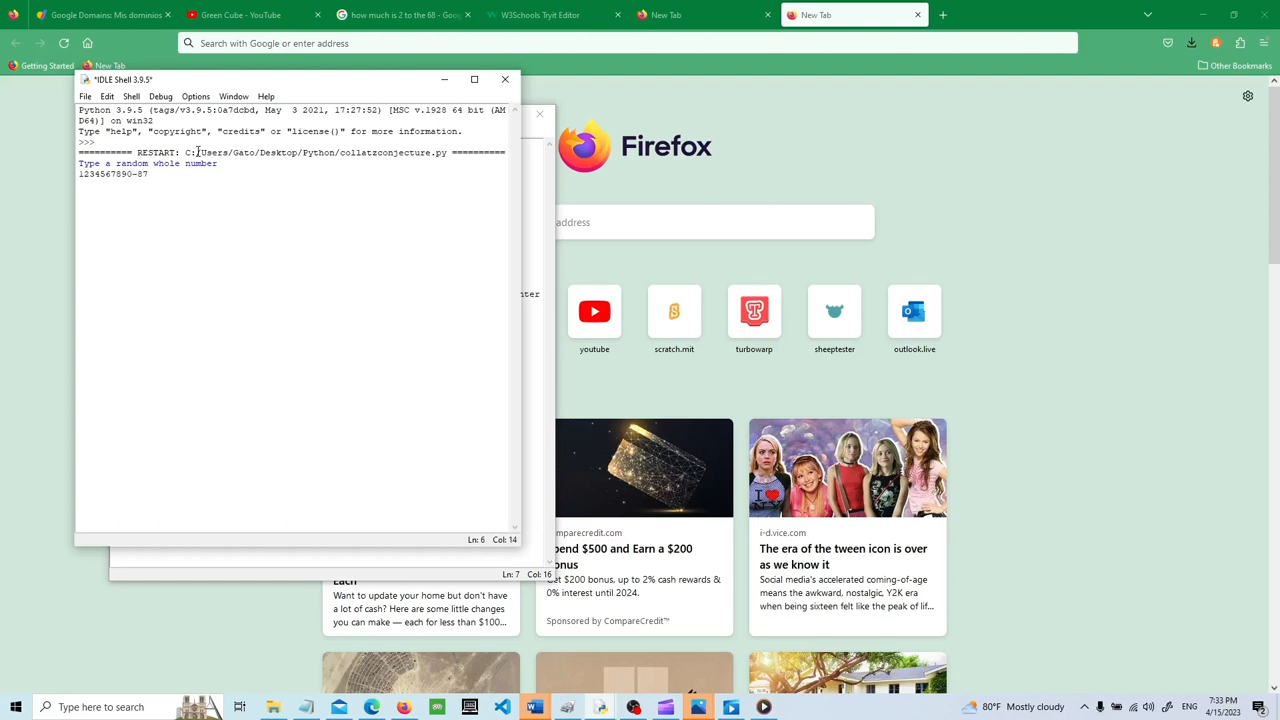 Google Domains: Mis dominios
Green Cube - YouTube
how much is 2 to the 68 - Goo
W3Schools Tryit Editor
New Tab
New Tab
Search with Google or enter address
Getting Started
New Tab
Other Bookmarks
*IDLE Shell 3.9.5*
File Edit Shell Debug Options Window Help
Python 3.9.5 (tags/v3.9.5:0a7dcbd, May 3 2021, 17:27:52) [MSC v.1928 64 bit (AM
D64)] on win32
Type "help", "copyright", "credits" or "license()" for more information.
>>>
========== RESTART: C:/Users/Gato/Desktop/Python/collatzconjecture.py ==========
Type a random whole number
1234567890-87
Ln: 6 Col: 14
nter
Ln: 7 Col: 16
Firefox
address
youtube
scratch.mit
turbowarp
sheeptester
outlook.live
comparecredit.com
Spend $500 and Earn a $200
Bonus
Get $200 bonus, up to 2% cash rewards &
0% interest until 2024.
Sponsored by CompareCredit™
i-d.vice.com
The era of the tween icon is over
as we know it
Social media's accelerated coming-of-age
means the awkward, nostalgic, Y2K era
when being sixteen felt like the peak of lif...
I ♥
NY
Each
Want to update your home but don't have
a lot of cash? Here are some little changes
you can make — each for less than $100...
Type here to search
80°F Mostly cloudy
7:33 PM
4/15/2023